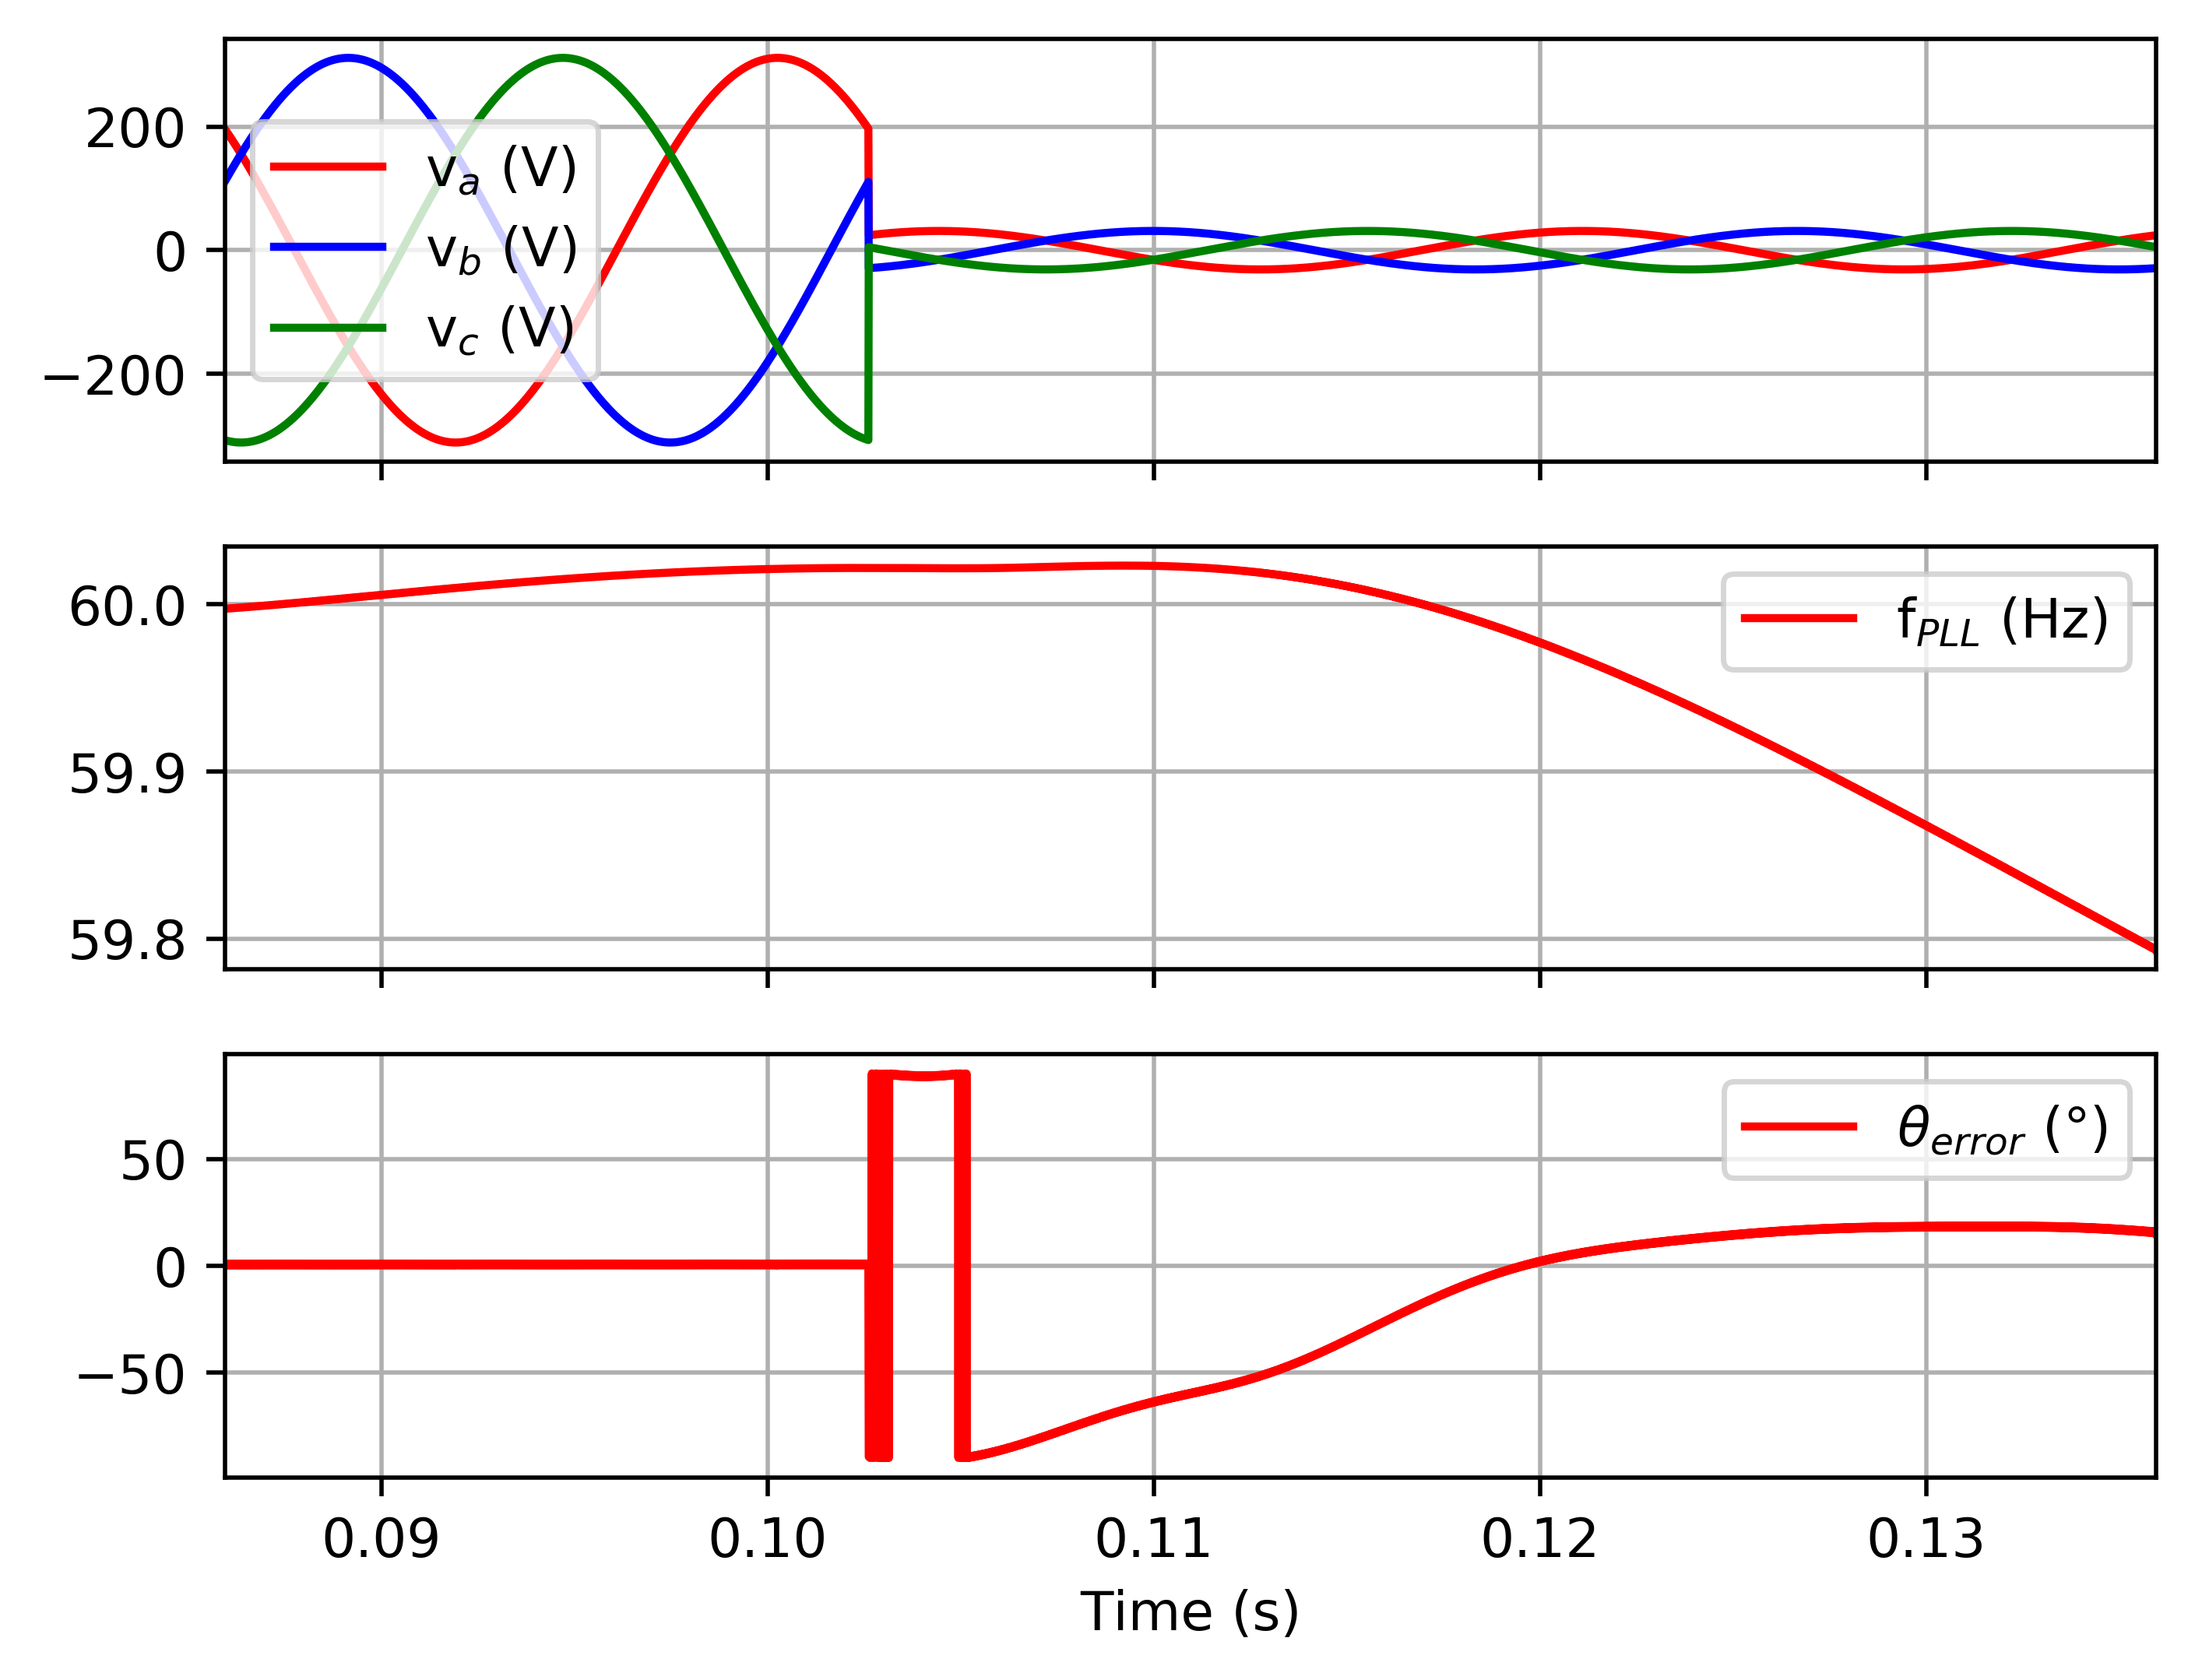 200
0
−200
v_a (V)
v_b (V)
v_c (V)
60.0
59.9
59.8
f_PLL (Hz)
50
0
−50
θ_error (°)
0.09 0.10 0.11 0.12 0.13
Time (s)